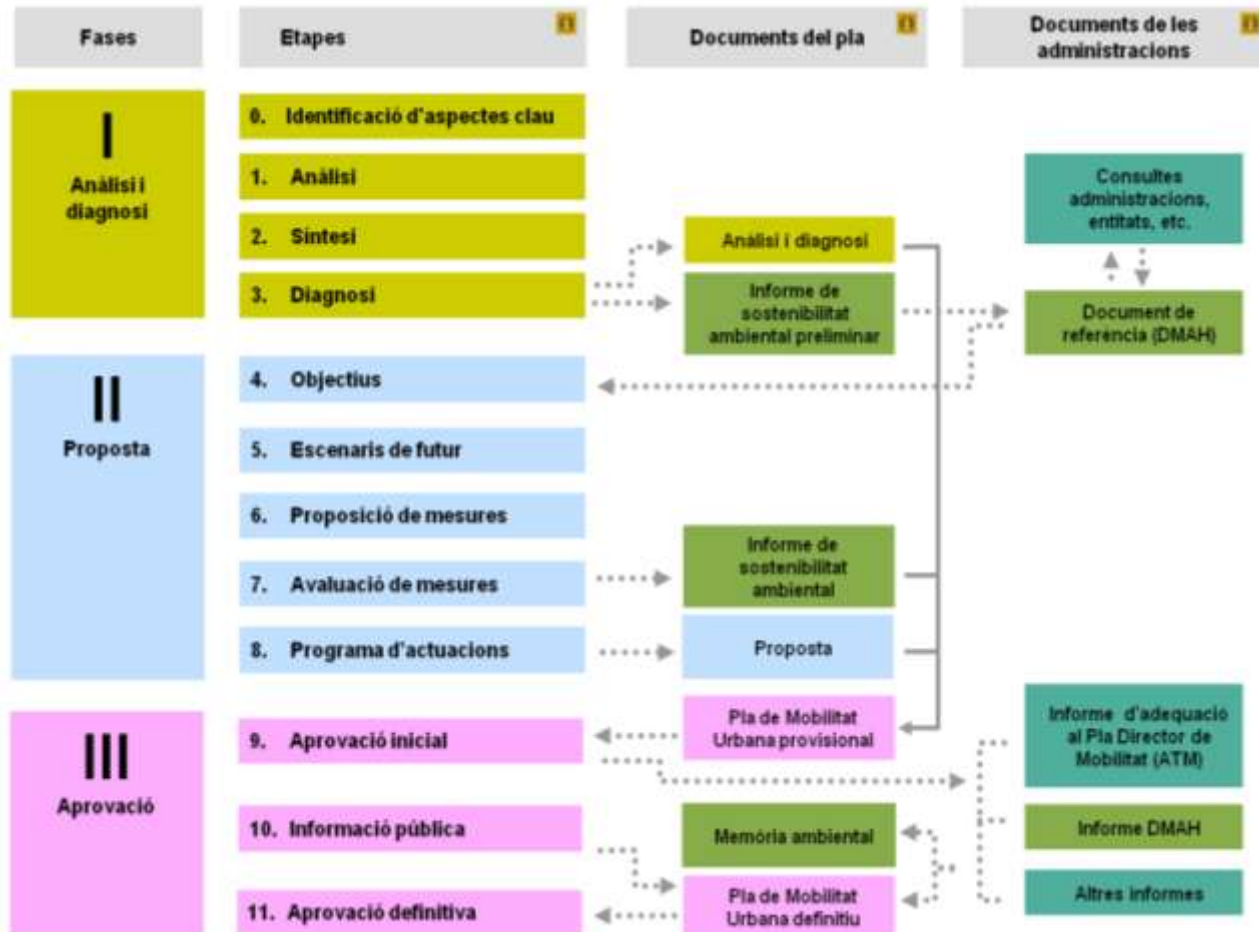 Fases
Etapes
Documents del pla
Documents de les
administracions
I
Anàlisi i
diagnosi
0. Identificació d'aspectes clau
1. Anàlisi
2. Síntesi
3. Diagnosi
Anàlisi i diagnosi
Informe de
sostenibilitat
ambiental preliminar
Consultes
administracions,
entitats, etc.
Document de
referència (DMAH)
II
Proposta
4. Objectius
5. Escenaris de futur
6. Proposició de mesures
7. Avaluació de mesures
8. Programa d'actuacions
Informe de
sostenibilitat
ambiental
Proposta
III
Aprovació
9. Aprovació inicial
10. Informació pública
11. Aprovació definitiva
Pla de Mobilitat
Urbana provisional
Memòria ambiental
Pla de Mobilitat
Urbana definitiu
Informe d'adequació
al Pla Director de
Mobilitat (ATM)
Informe DMAH
Altres informes